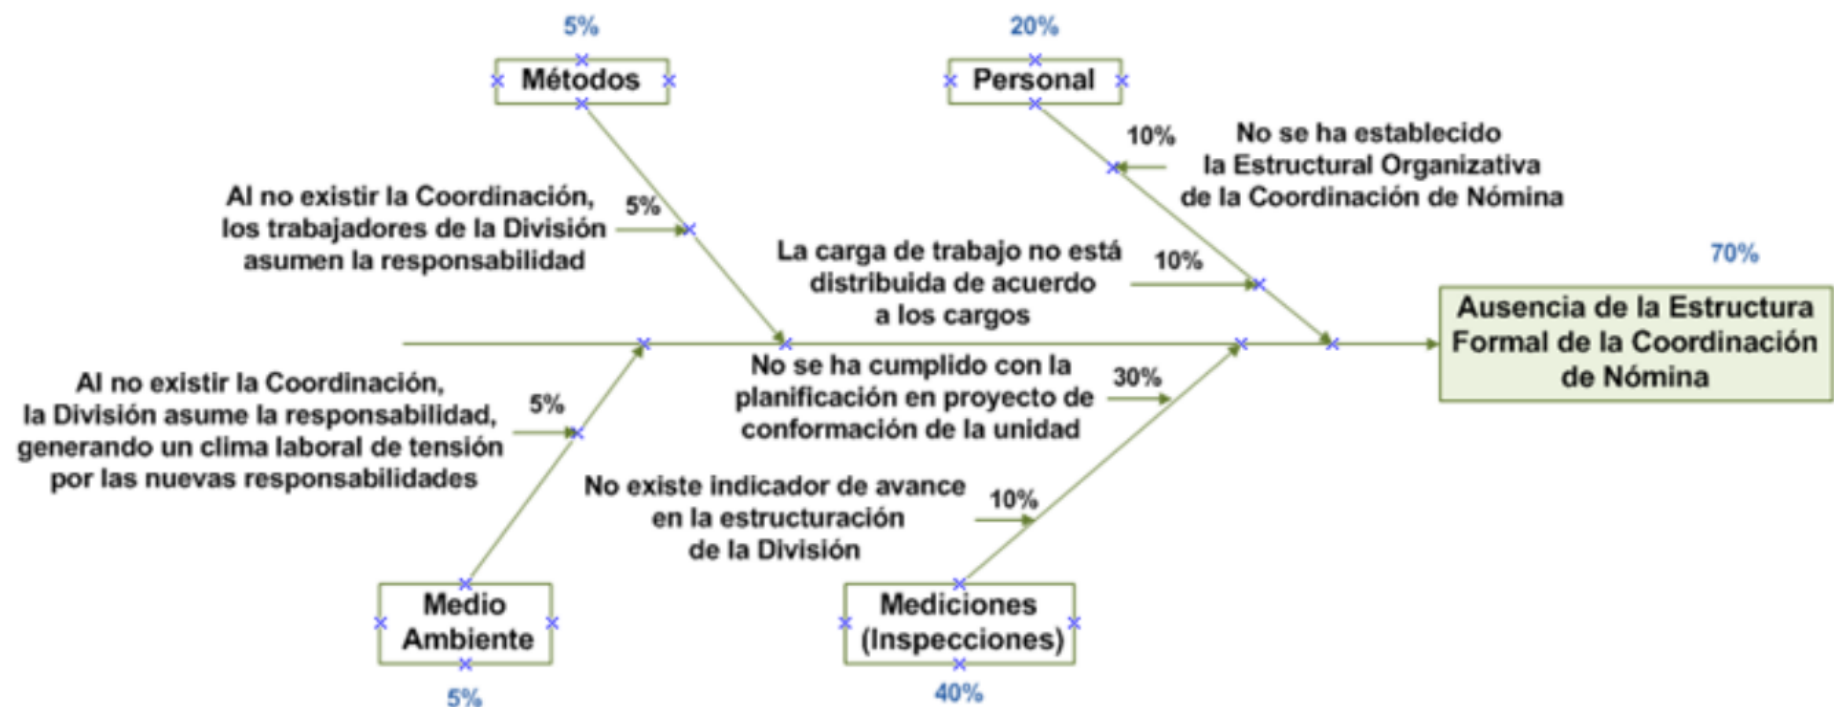 5%
Métodos
20%
Personal
10%
No se ha establecido
la Estructural Organizativa
de la Coordinación de Nómina
Al no existir la Coordinación,
los trabajadores de la División
asumen la responsabilidad
5%
La carga de trabajo no está
distribuida de acuerdo
a los cargos
10%
70%
Ausencia de la Estructura
Formal de la Coordinación
de Nómina
Al no existir la Coordinación,
la División asume la responsabilidad,
generando un clima laboral de tensión
por las nuevas responsabilidades
5%
No se ha cumplido con la
planificación en proyecto de
conformación de la unidad
30%
No existe indicador de avance
en la estructuración
de la División
10%
Medio
Ambiente
5%
Mediciones
(Inspecciones)
40%